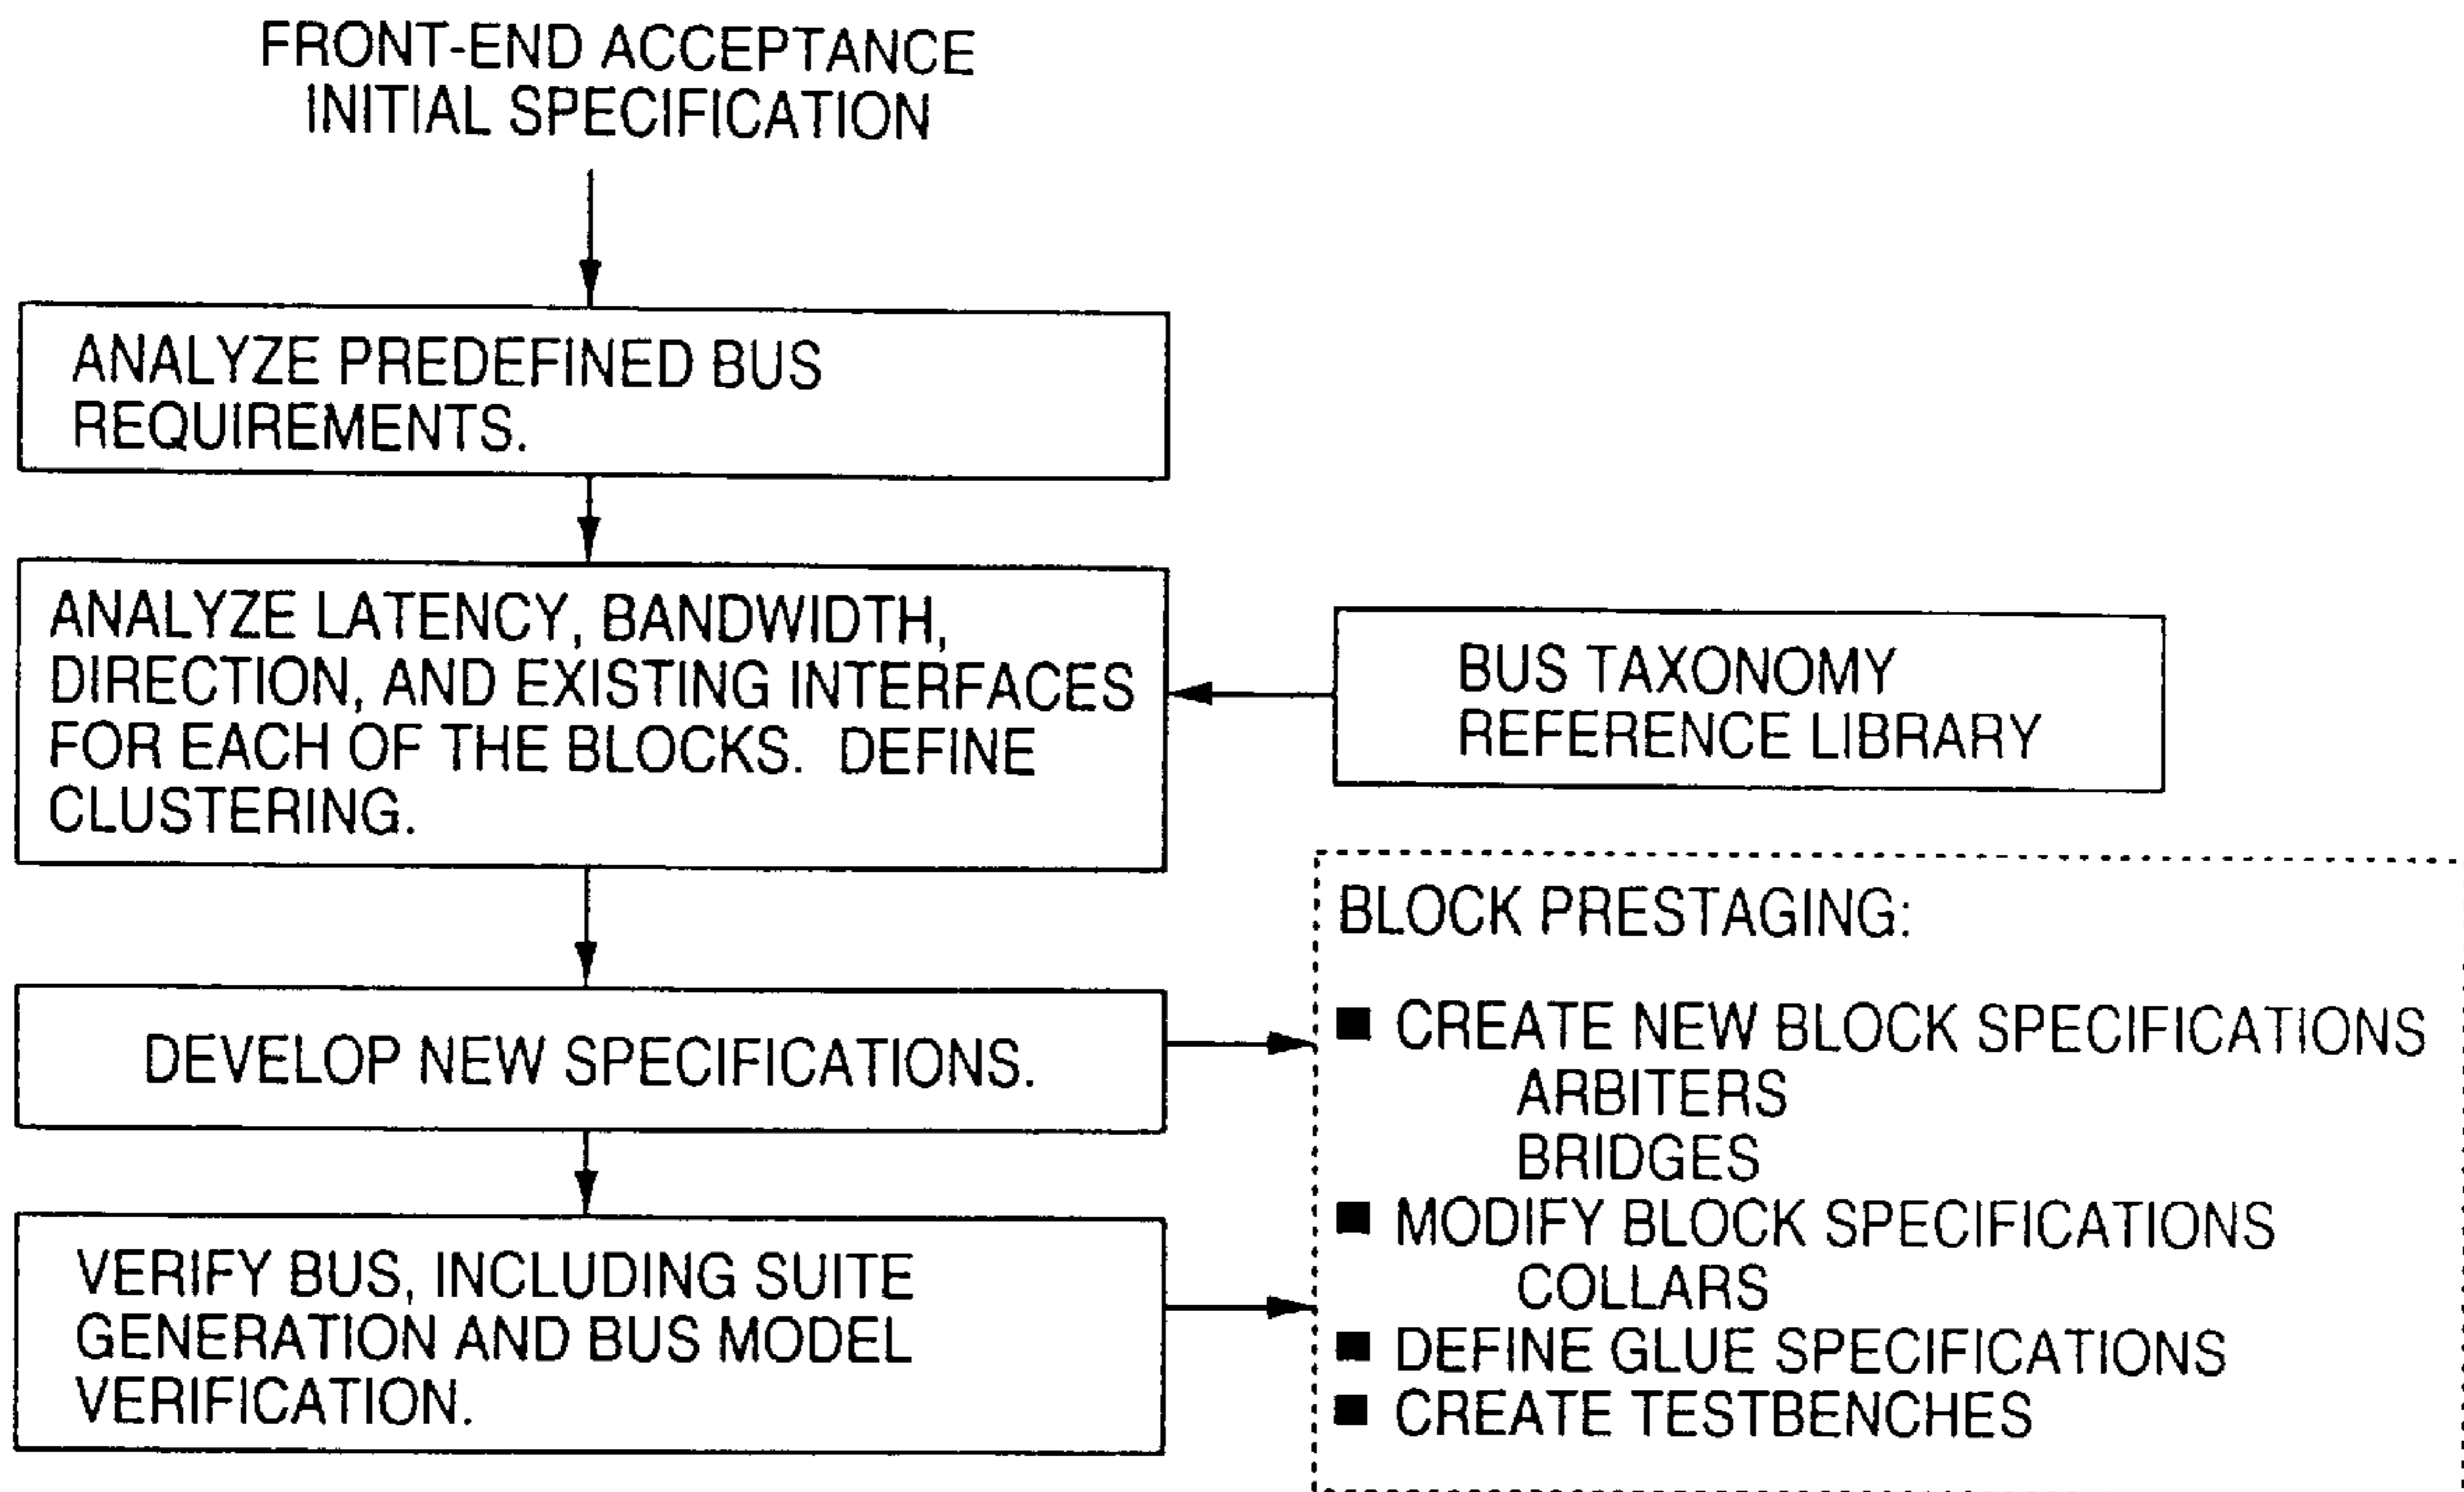 FRONT-END ACCEPTANCE
INITIAL SPECIFICATION
ANALYZE PREDEFINED BUS
REQUIREMENTS.
ANALYZE LATENCY, BANDWIDTH,
DIRECTION, AND EXISTING INTERFACES
FOR EACH OF THE BLOCKS. DEFINE
CLUSTERING.
BUS TAXONOMY
REFERENCE LIBRARY
DEVELOP NEW SPECIFICATIONS.
VERIFY BUS, INCLUDING SUITE
GENERATION AND BUS MODEL
VERIFICATION.
BLOCK PRESTAGING:
■ CREATE NEW BLOCK SPECIFICATIONS
ARBITERS
BRIDGES
■ MODIFY BLOCK SPECIFICATIONS
COLLARS
■ DEFINE GLUE SPECIFICATIONS
■ CREATE TESTBENCHES